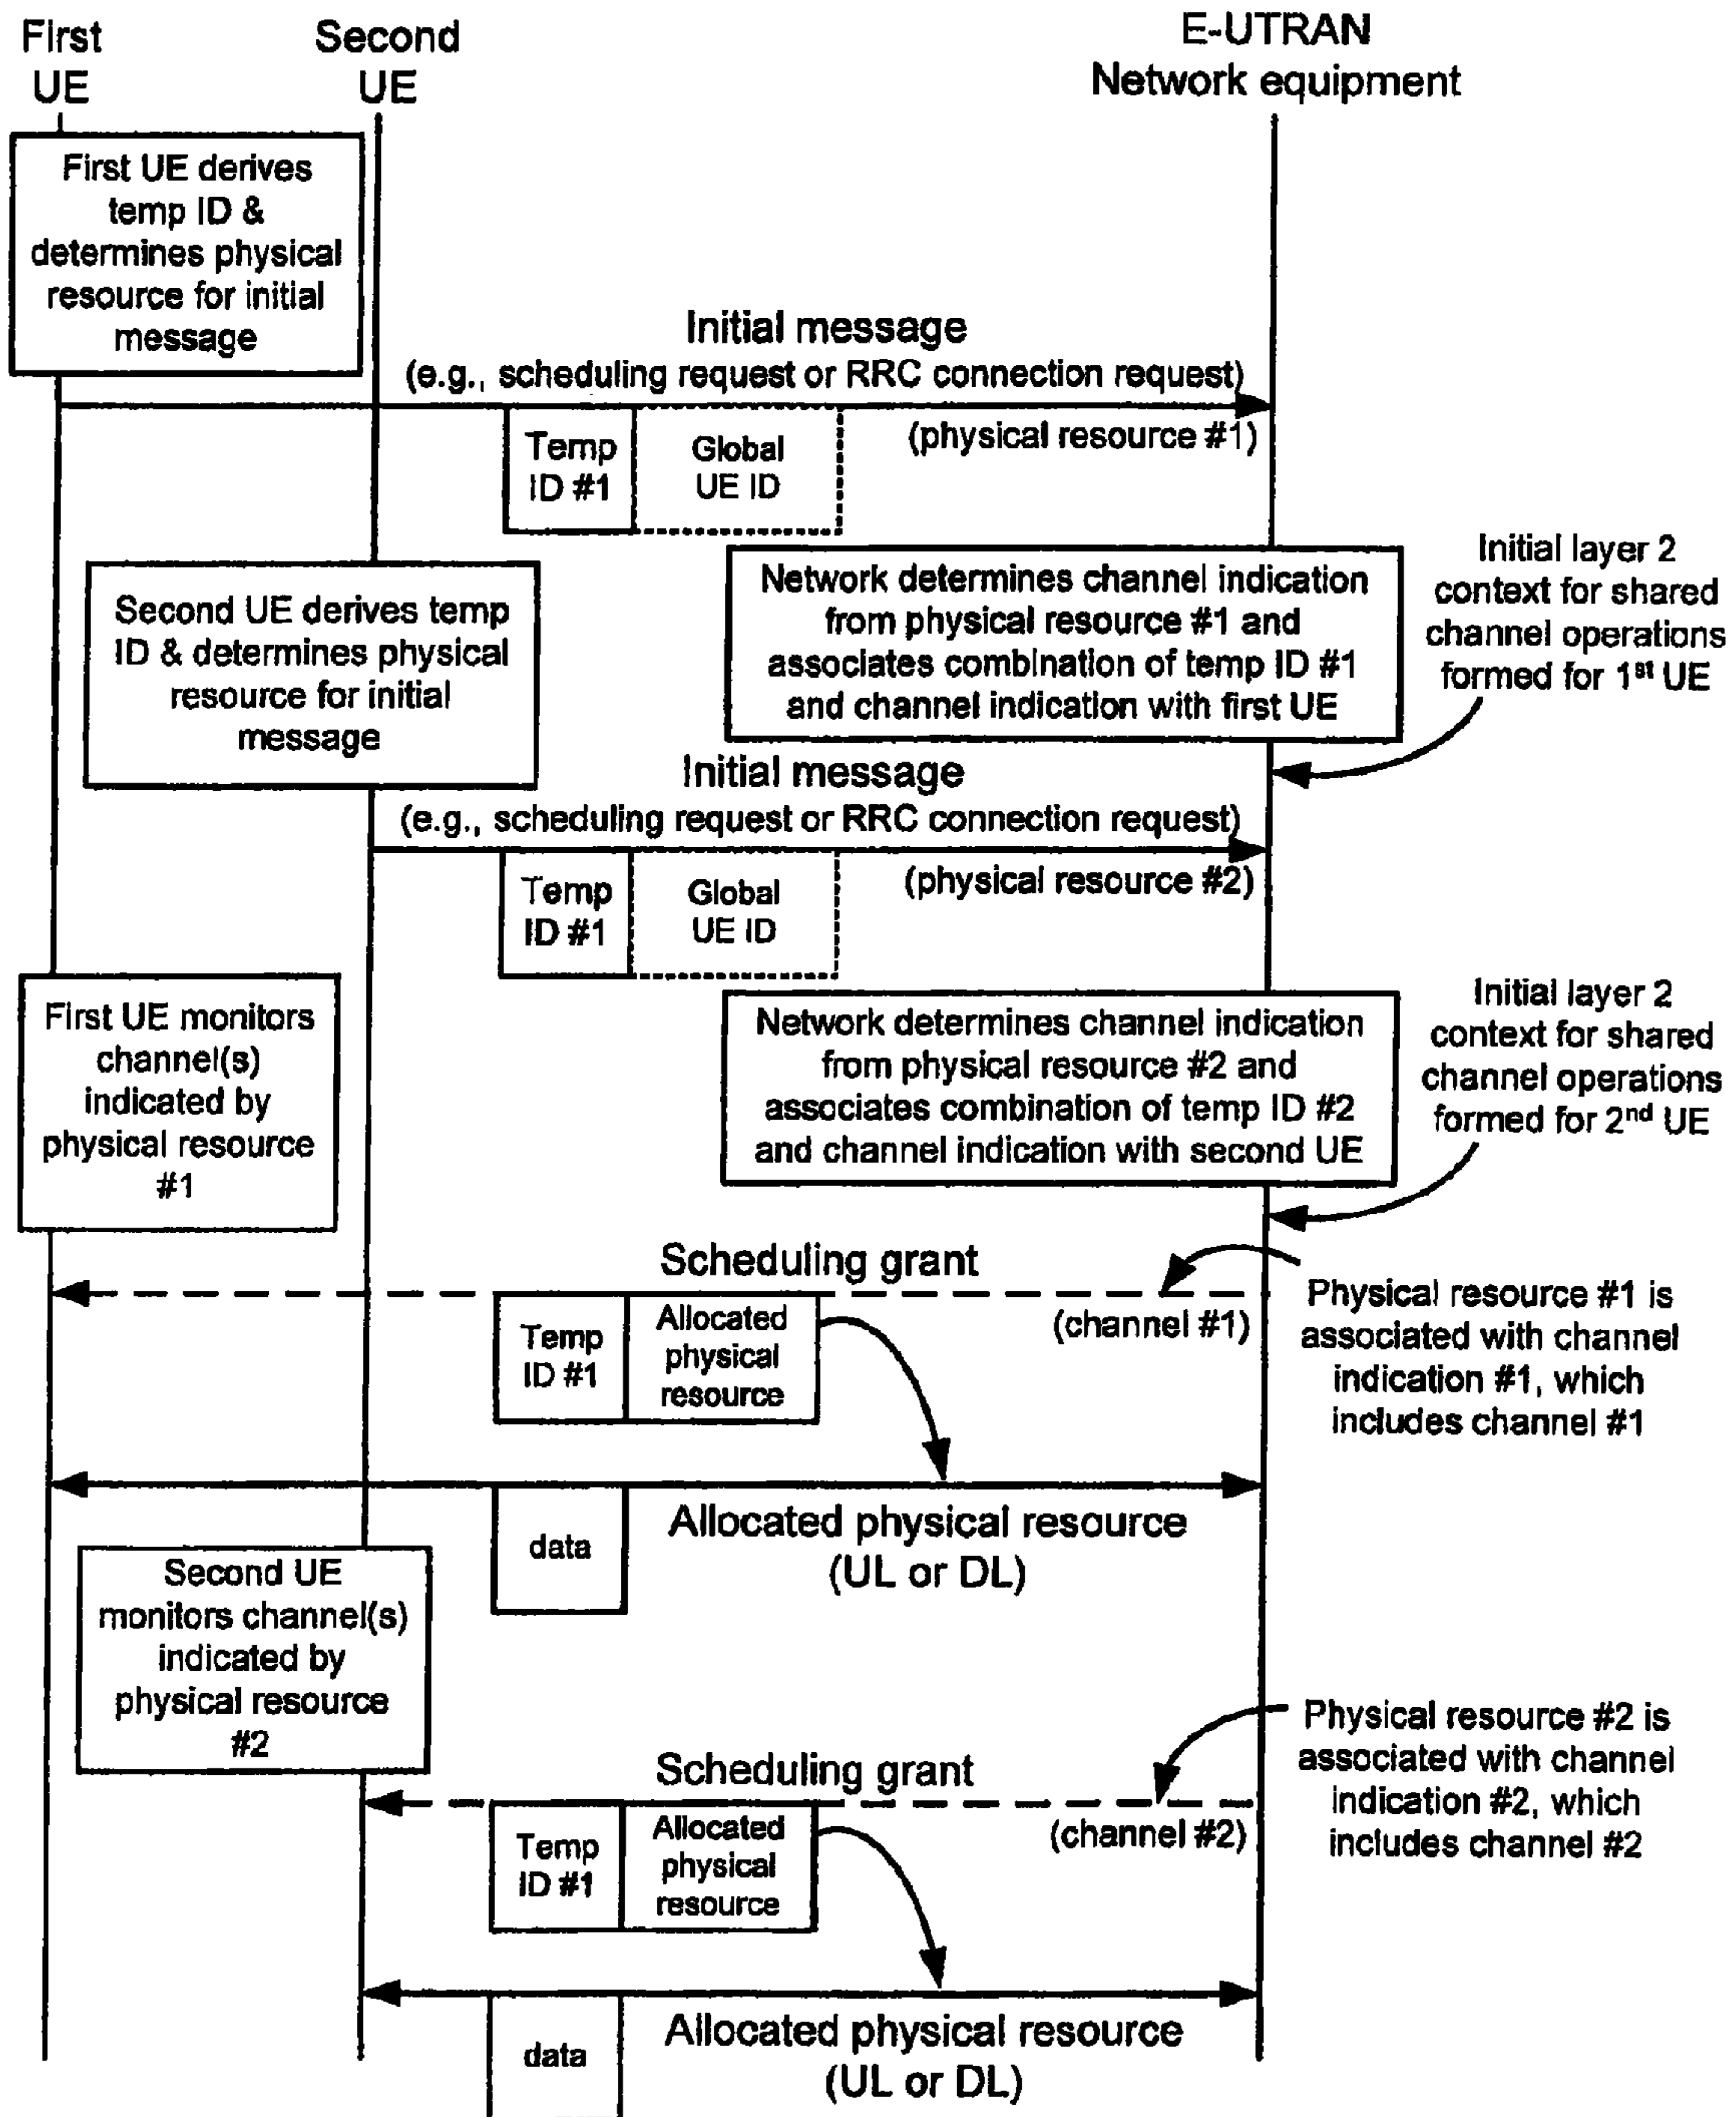 First
UE
Second
UE
E-UTRAN
Network equipment
First UE derives
temp ID &
determines physical
resource for initial
message
Initial message
(e.g., scheduling request or RRC connection request)
(physical resource #1)
Temp
ID #1
Global
UE ID
Second UE derives temp
ID & determines physical
resource for initial
message
Network determines channel indication
from physical resource #1 and
associates combination of temp ID #1
and channel indication with first UE
Initial layer 2
context for shared
channel operations
formed for 1st UE
Initial message
(e.g., scheduling request or RRC connection request)
(physical resource #2)
Temp
ID #1
Global
UE ID
First UE monitors
channel(s)
indicated by
physical resource
#1
Network determines channel indication
from physical resource #2 and
associates combination of temp ID #2
and channel indication with second UE
Initial layer 2
context for shared
channel operations
formed for 2nd UE
Scheduling grant
(channel #1)
Temp
ID #1
Allocated
physical
resource
Physical resource #1 is
associated with channel
indication #1, which
includes channel #1
data
Allocated physical resource
(UL or DL)
Second UE
monitors channel(s)
indicated by
physical resource
#2
Scheduling grant
(channel #2)
Temp
ID #1
Allocated
physical
resource
Physical resource #2 is
associated with channel
indication #2, which
includes channel #2
data
Allocated physical resource
(UL or DL)